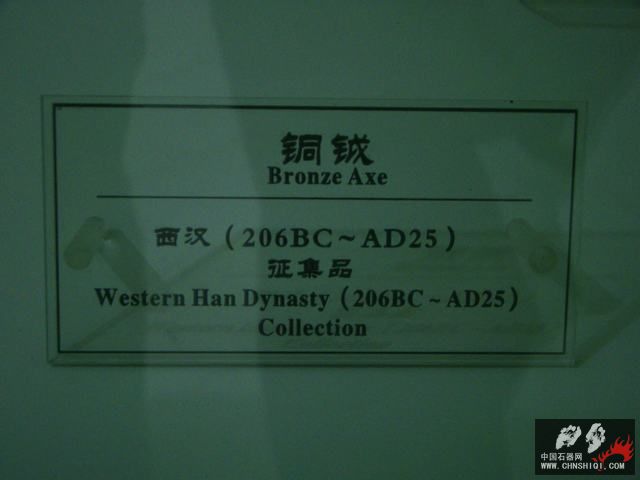 铜钺
Bronze Axe
西汉（206BC～AD25）
征集品
Western Han Dynasty（206BC～AD25）
Collection
中国石器网
WWW.CHNSHIQI.COM